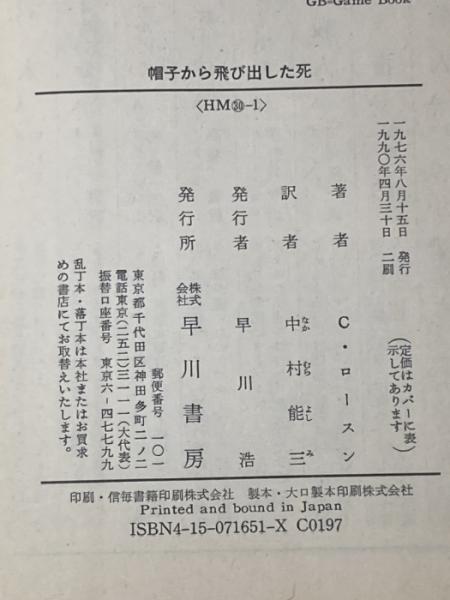 GB=Game Book
帽子から飛び出した死
〈HM㉚-1〉
一九七六年八月十五日 発行
一九九〇年四月三十日 二刷
(定価はカバーに表
示してあります)
著者 C・ロースン
訳者 中村能三
なかむらよしみ
発行者 早川浩
発行所 株式会社 早川書房
郵便番号 一〇一
東京都千代田区神田多町二ノ二
電話東京(二五二)三一一一(大代表)
振替口座番号 東京六-四七七九九
乱丁本・落丁本は本社またはお買求
めの書店にてお取替えいたします。
印刷・信毎書籍印刷株式会社 製本・大口製本印刷株式会社
Printed and bound in Japan
ISBN4-15-071651-X C0197